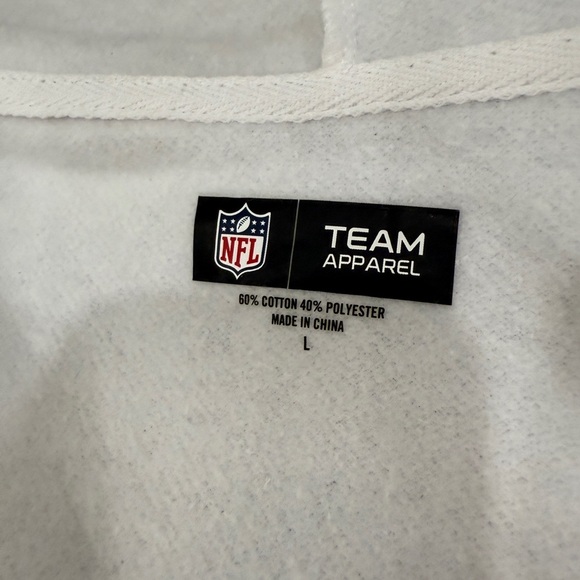 NFL
TEAM
APPAREL
60% COTTON 40% POLYESTER
MADE IN CHINA
L